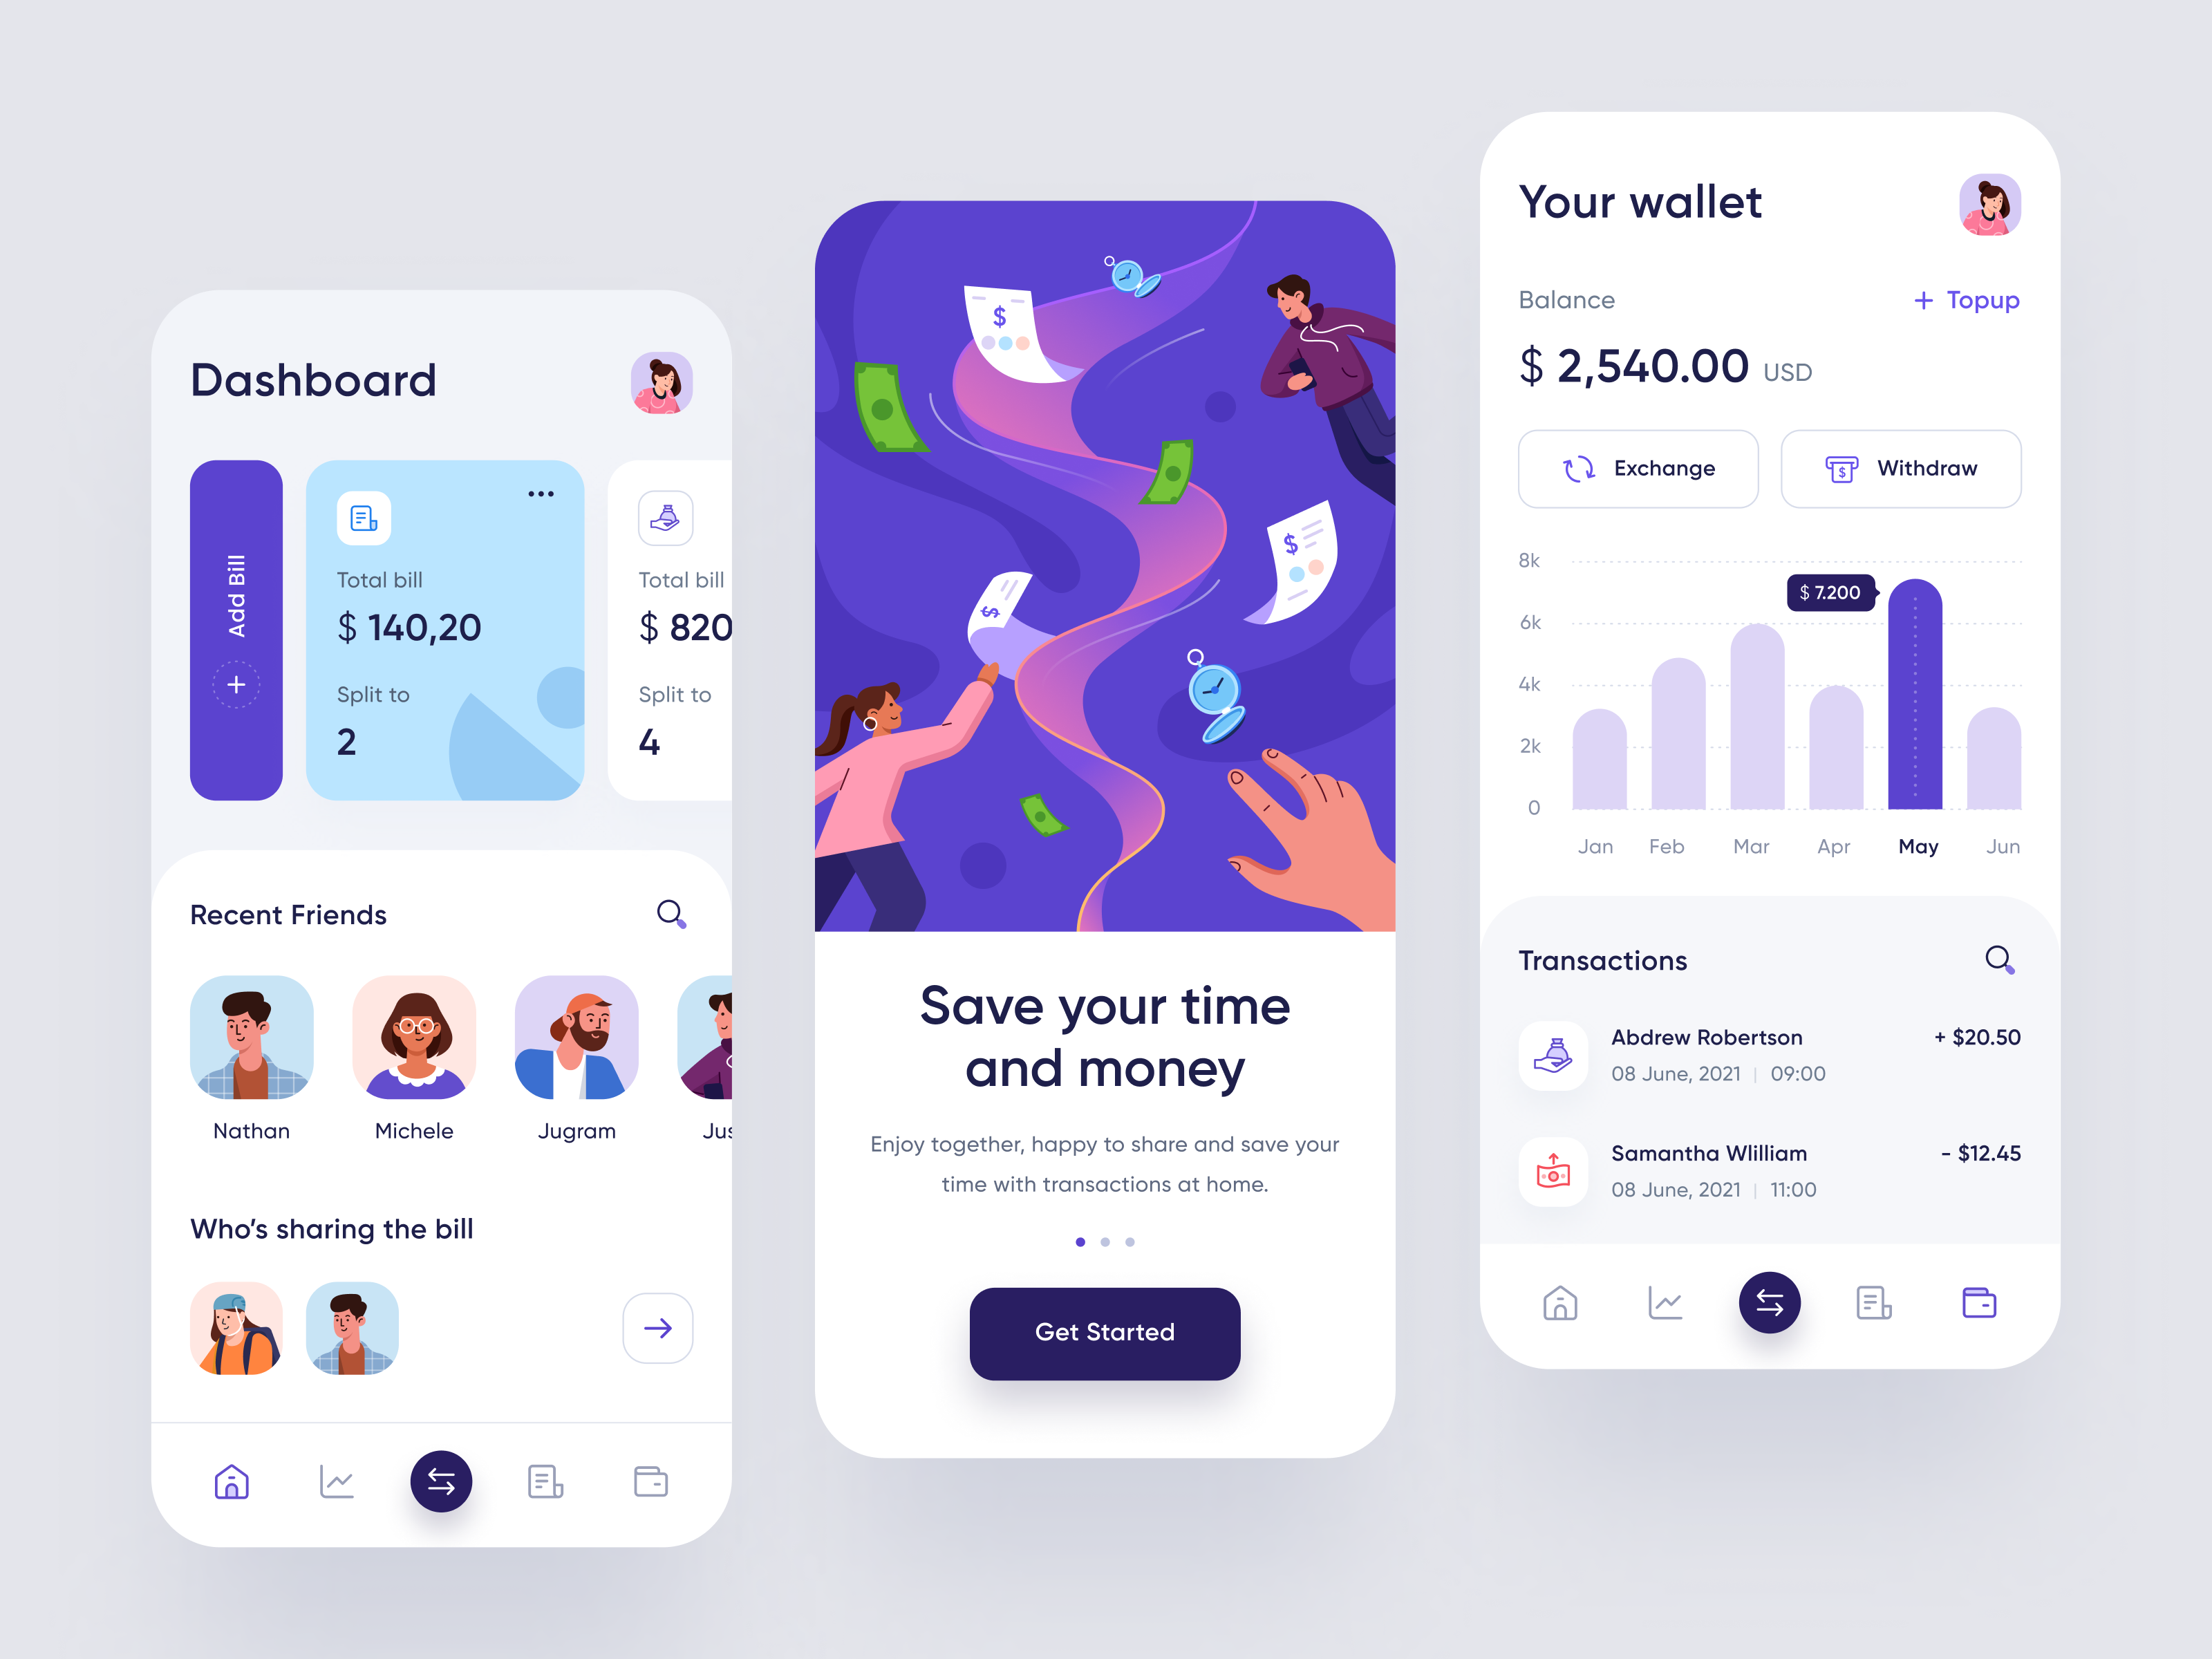 Dashboard
Add Bill
Total bill
$ 140,20
Split to
2
Total bill
$ 820
Split to
4
Recent Friends
Nathan
Michele
Jugram
Jus
Who's sharing the bill
$
$
$
Save your time
and money
Enjoy together, happy to share and save your
time with transactions at home.
Get Started
Your wallet
Balance
+ Topup
$ 2,540.00 USD
Exchange
$
Withdraw
8k
$ 7.200
6k
4k
2k
0
Jan Feb Mar Apr May Jun
Transactions
Abdrew Robertson + $20.50
08 June, 2021 | 09:00
Samantha Wlilliam - $12.45
08 June, 2021 | 11:00